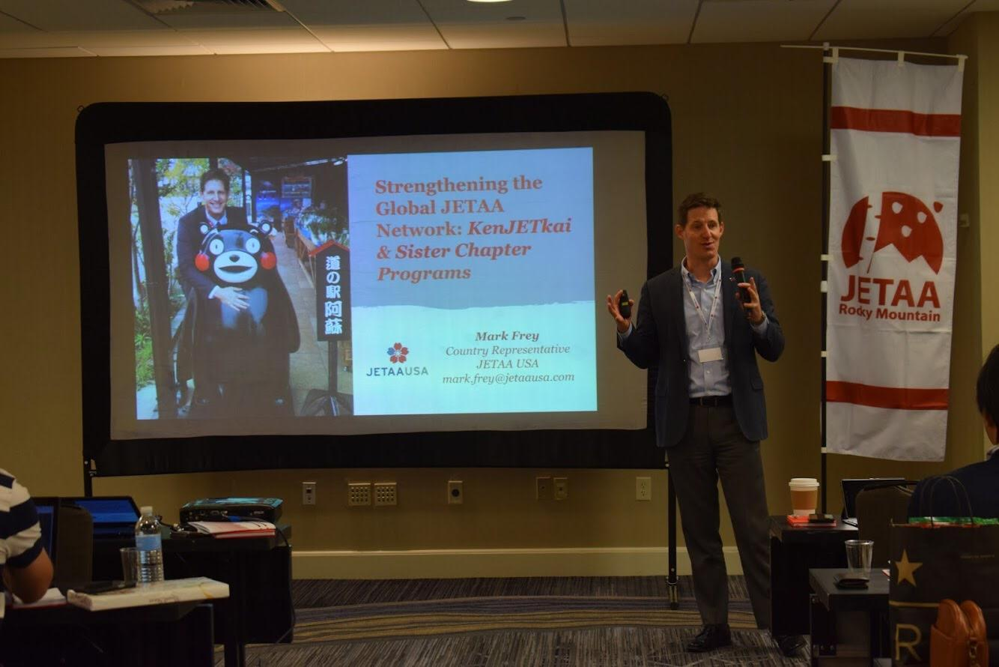 Strengthening the
Global JETAA
Network: KenJETkai
& Sister Chapter
Programs
Mark Frey
Country Representative
JETAA USA
mark.frey@jetaausa.com
JETAAUSA
道の駅阿蘇
JETAA
Rocky Mountain
R